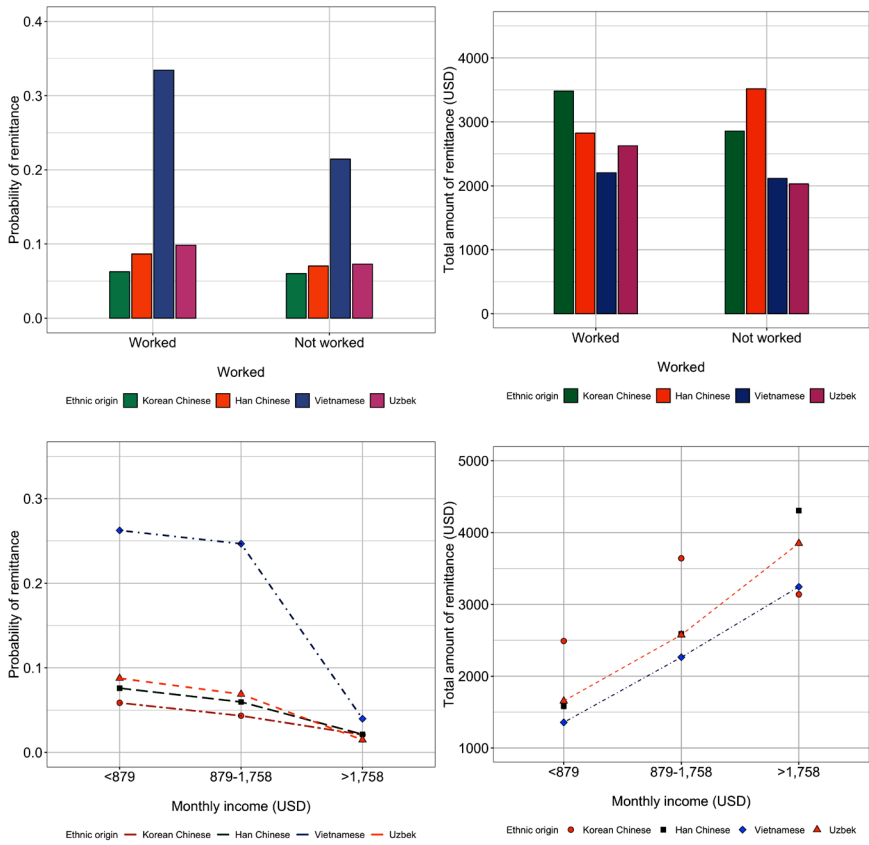 Probability of remittance
0.4
0.3
0.2
0.1
0.0
Worked
Not worked
Worked
Ethnic origin
Korean Chinese
Han Chinese
Vietnamese
Uzbek
Total amount of remittance (USD)
4000
3000
2000
1000
0
Worked
Not worked
Worked
Ethnic origin
Korean Chinese
Han Chinese
Vietnamese
Uzbek
Probability of remittance
0.3
0.2
0.1
0.0
<879
879-1,758
>1,758
Monthly income (USD)
Ethnic origin
Korean Chinese
Han Chinese
Vietnamese
Uzbek
Total amount of remittance (USD)
5000
4000
3000
2000
1000
<879
879-1,758
>1,758
Monthly income (USD)
Ethnic origin
Korean Chinese
Han Chinese
Vietnamese
Uzbek